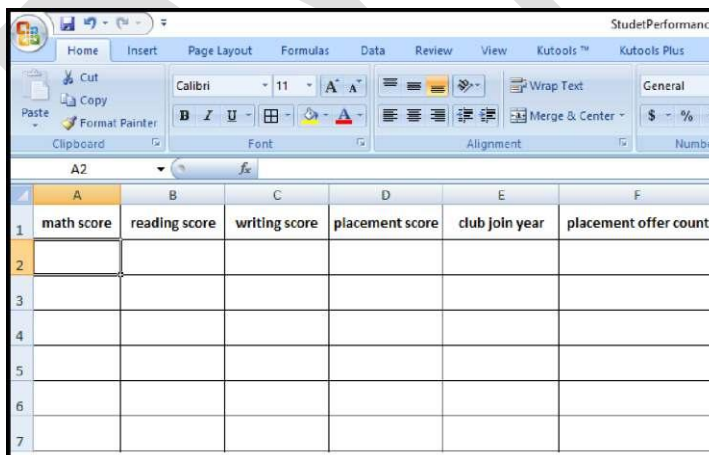 StudetPerformanc
Home Insert Page Layout Formulas Data Review View Kutools ™ Kutools Plus
Cut
Copy
Format Painter
Paste
Clipboard
Calibri 11 A A
B I U A
Font
Wrap Text
Merge & Center
Alignment
General
$ %
Numbe
A2 fx
A B C D E F
1 math score reading score writing score placement score club join year placement offer count
2
3
4
5
6
7